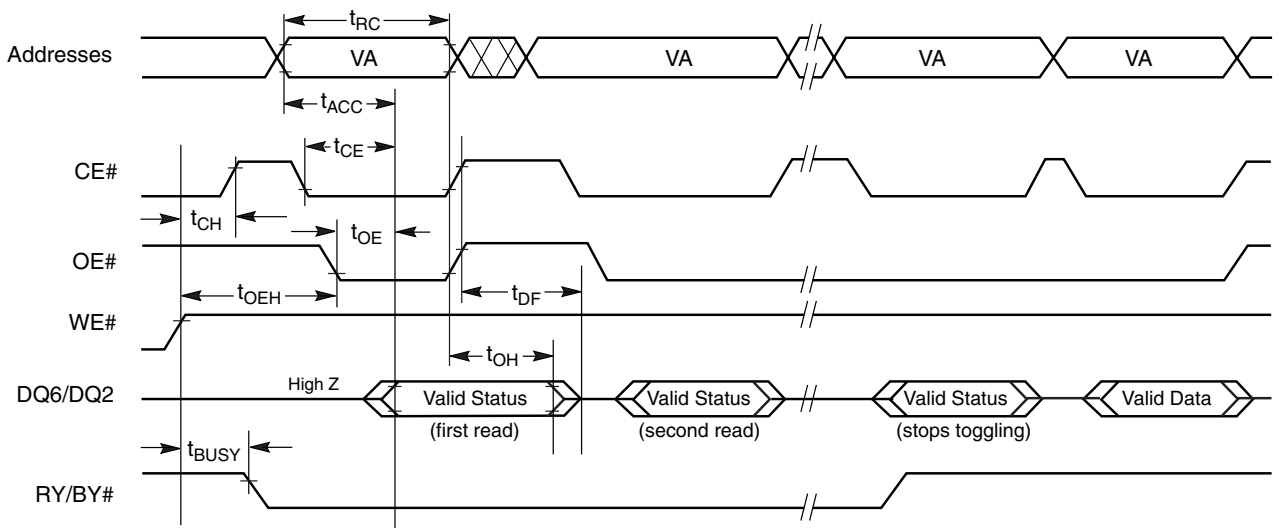 tRC
Addresses VA VA VA VA
tACC
tCE
CE#
tCH tOE
OE#
tOEH tDF
WE#
tOH
High Z
DQ6/DQ2 Valid Status Valid Status Valid Status Valid Data
(first read) (second read) (stops toggling)
tBUSY
RY/BY#